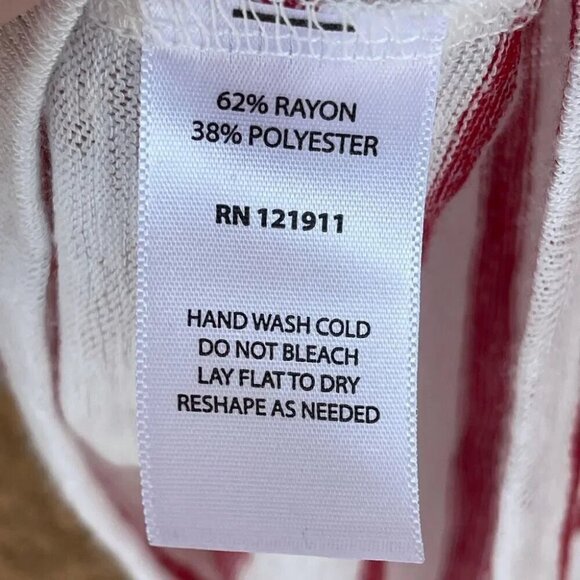 62% RAYON
38% POLYESTER
RN 121911
HAND WASH COLD
DO NOT BLEACH
LAY FLAT TO DRY
RESHAPE AS NEEDED